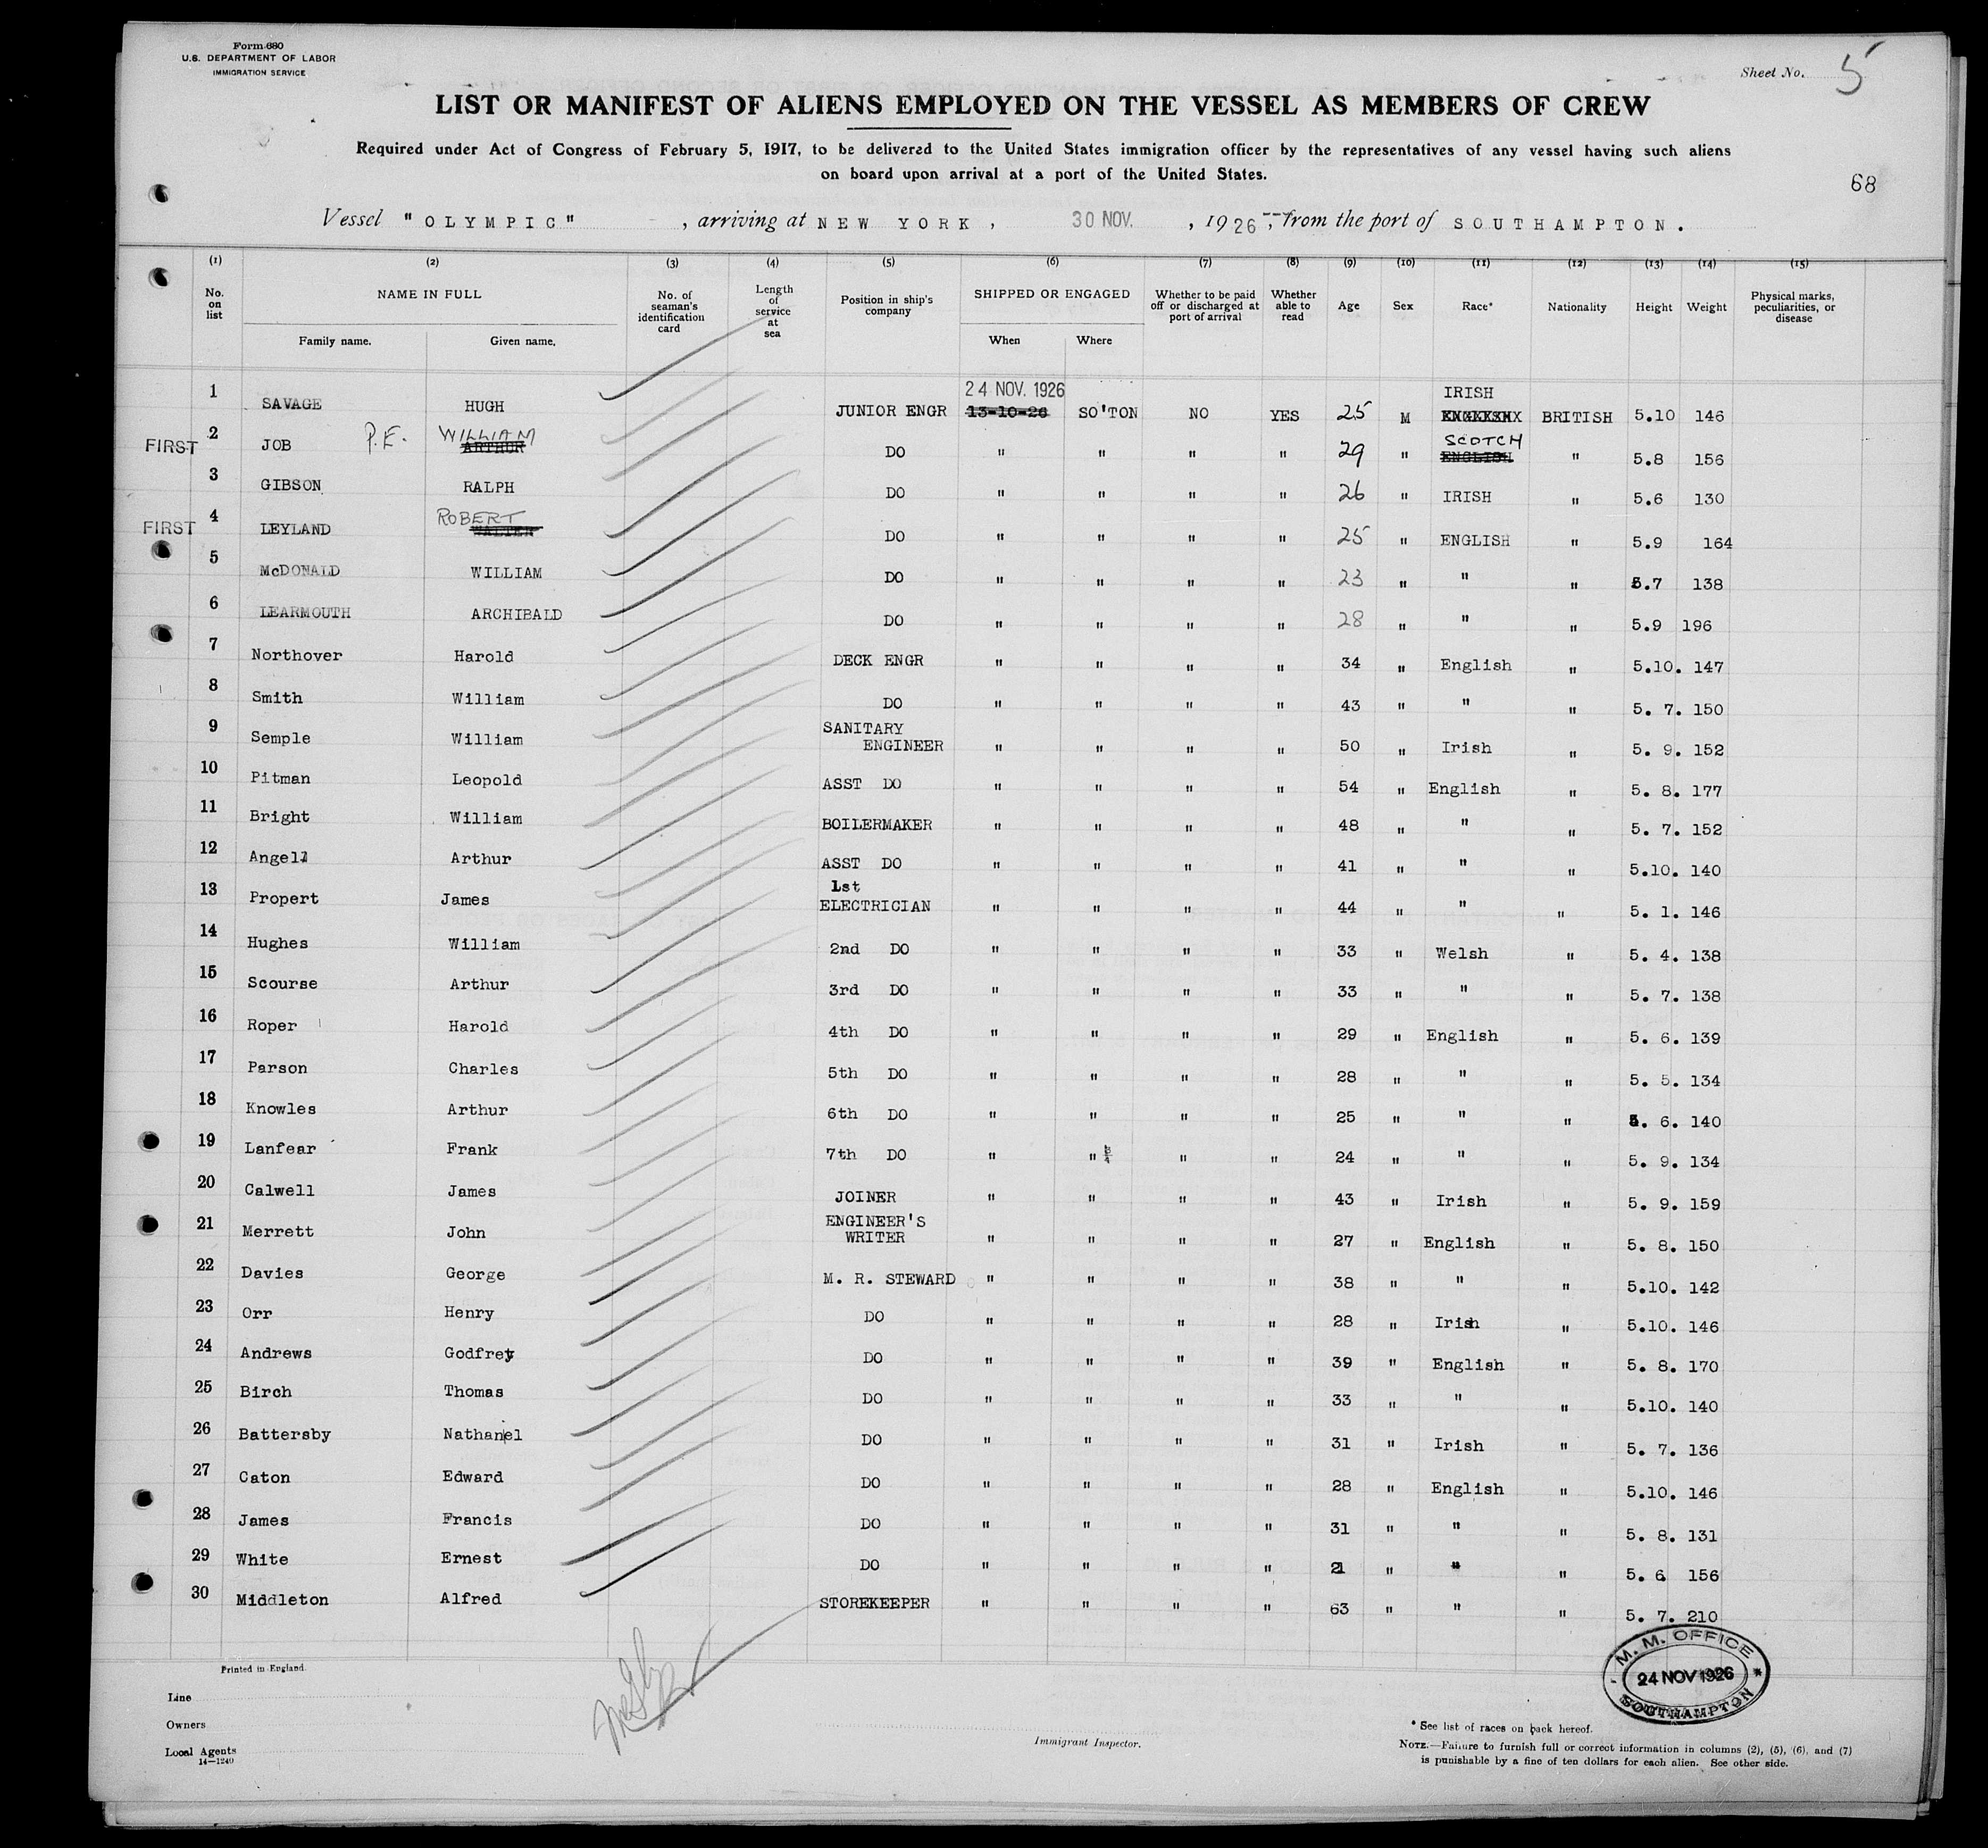 Form 680
U.S. DEPARTMENT OF LABOR
IMMIGRATION SERVICE
Sheet No. 5
LIST OR MANIFEST OF ALIENS EMPLOYED ON THE VESSEL AS MEMBERS OF CREW
Required under Act of Congress of February 5, 1917, to be delivered to the United States immigration officer by the representatives of any vessel having such aliens
on board upon arrival at a port of the United States.
68
Vessel "OLYMPIC" , arriving at NEW YORK, 30 NOV. , 1926, from the port of SOUTHAMPTON.
(1) (2) (3) (4) (5) (6) (7) (8) (9) (10) (11) (12) (13) (14) (15)
No. on list NAME IN FULL No. of seaman's identification card Length of service at sea Position in ship's company SHIPPED OR ENGAGED Whether to be paid off or discharged at port of arrival Whether able to read Age Sex Race* Nationality Height Weight Physical marks, peculiarities, or disease
Family name. Given name. When Where
24 NOV. 1926 IRISH
1 SAVAGE HUGH JUNIOR ENGR 13-10-26 SO'TON NO YES 25 M ENGLISH BRITISH 5.10 146
WILLIAM SCOTCH
FIRST 2 JOB P.E. ARTHUR DO " " " " 29 " ENGLISH " 5.8 156
3 GIBSON RALPH DO " " " " 26 " IRISH " 5.6 130
ROBERT
FIRST 4 LEYLAND WALTER DO " " " " 25 " ENGLISH " 5.9 164
5 McDONALD WILLIAM DO " " " " 23 " " " 5.7 138
6 LEARMOUTH ARCHIBALD DO " " " " 28 " " " 5.9 196
7 Northover Harold DECK ENGR " " " " 34 " English " 5.10. 147
8 Smith William DO " " " " 43 " " " 5. 7. 150
9 Semple William SANITARY ENGINEER " " " " 50 " Irish " 5. 9. 152
10 Pitman Leopold ASST DO " " " " 54 " English " 5. 8. 177
11 Bright William BOILERMAKER " " " " 48 " " " 5. 7. 152
12 Angell Arthur ASST DO " " " " 41 " " " 5.10. 140
13 Propert James 1st ELECTRICIAN " " " " 44 " " " 5. 1. 146
14 Hughes William 2nd DO " " " " 33 " Welsh " 5. 4. 138
15 Scourse Arthur 3rd DO " " " " 33 " " " 5. 7. 138
16 Roper Harold 4th DO " " " " 29 " English " 5. 6. 139
17 Parson Charles 5th DO " " " " 28 " " " 5. 5. 134
18 Knowles Arthur 6th DO " " " " 25 " " " 5. 6. 140
19 Lanfear Frank 7th DO " " " " 24 " " " 5. 9. 134
20 Calwell James JOINER " " " " 43 " Irish " 5. 9. 159
21 Merrett John ENGINEER'S WRITER " " " " 27 " English " 5. 8. 150
22 Davies George M. R. STEWARD " " " " 38 " " " 5.10. 142
23 Orr Henry DO " " " " 28 " Irish " 5.10. 146
24 Andrews Godfrey DO " " " " 39 " English " 5. 8. 170
25 Birch Thomas DO " " " " 33 " " " 5.10. 140
26 Battersby Nathanel DO " " " " 31 " Irish " 5. 7. 136
27 Caton Edward DO " " " " 28 " English " 5.10. 146
28 James Francis DO " " " " 31 " " " 5. 8. 131
29 White Ernest DO " " " " 21 " " " 5. 6 156
30 Middleton Alfred STOREKEEPER " " " " 63 " " " 5. 7. 210
Printed in England.
M. M. OFFICE
24 NOV 1926
SOUTHAMPTON
Line
Owners
Local Agents
14—1240
Immigrant Inspector.
* See list of races on back hereof.
NOTE.—Failure to furnish full or correct information in columns (2), (5), (6), and (7)
is punishable by a fine of ten dollars for each alien. See other side.